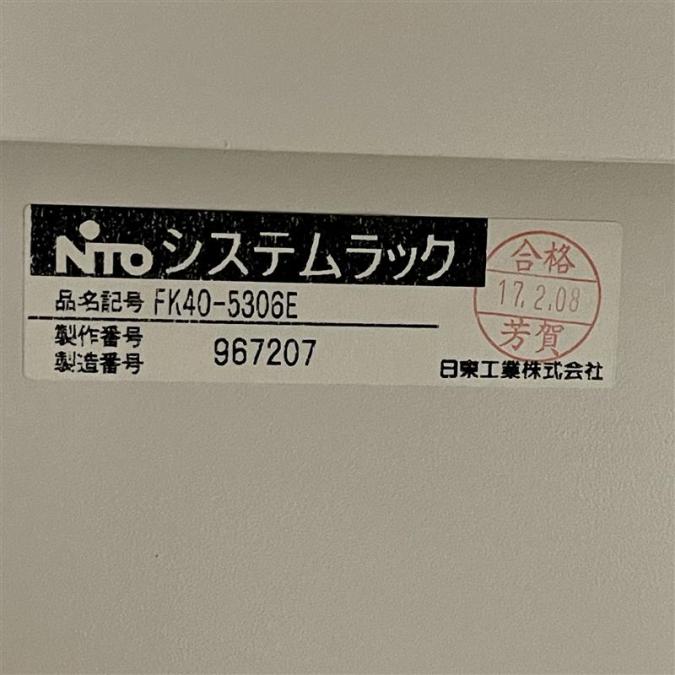 NITO システムラック
品名記号 FK40-5306E
製作番号
製造番号 967207
合格
17.2.08
芳賀
日東工業株式会社